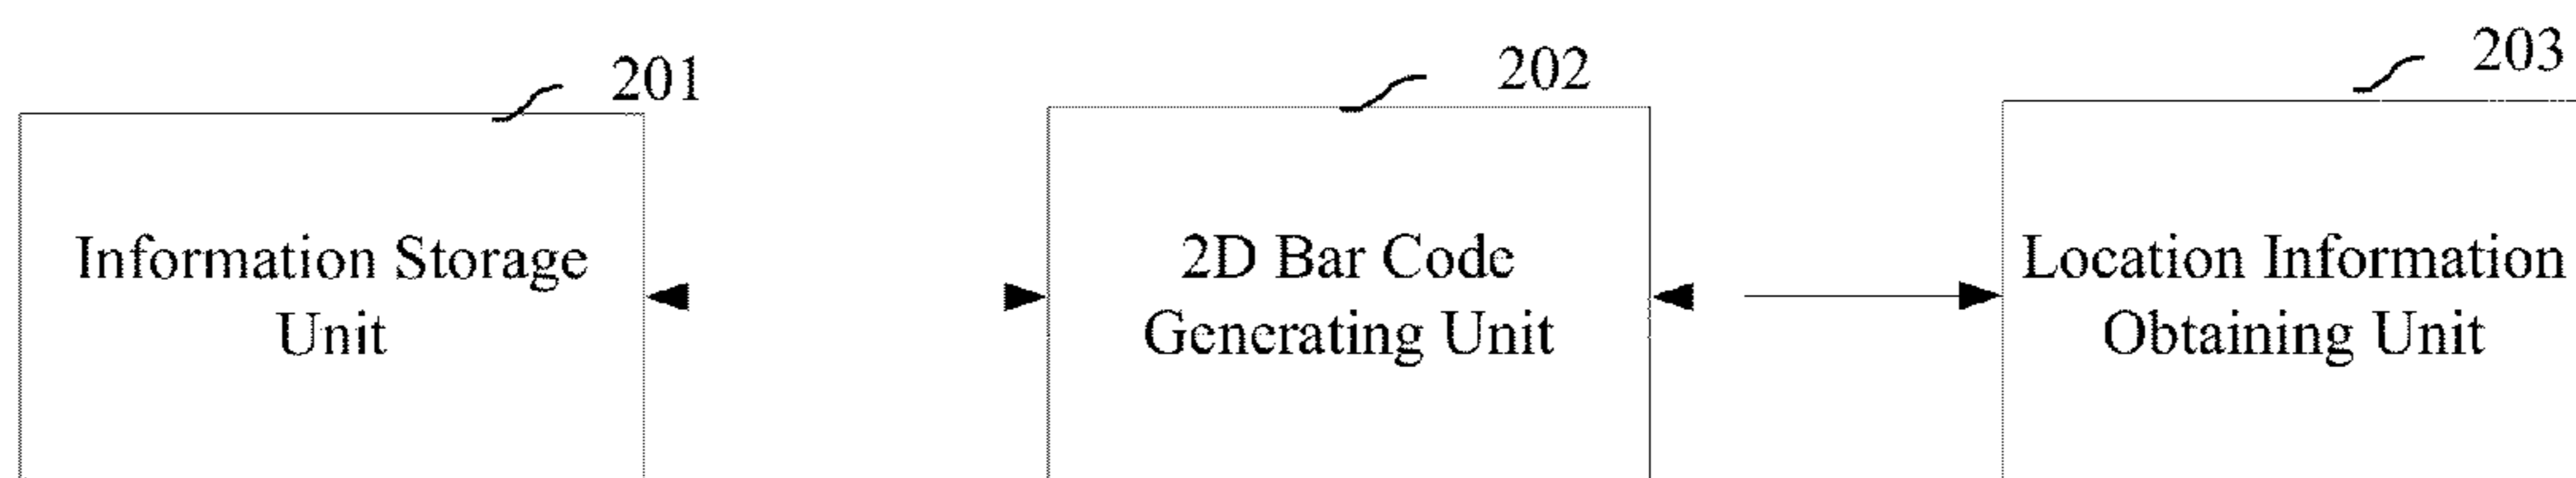 201
202
203
Information Storage
Unit
2D Bar Code
Generating Unit
Location Information
Obtaining Unit